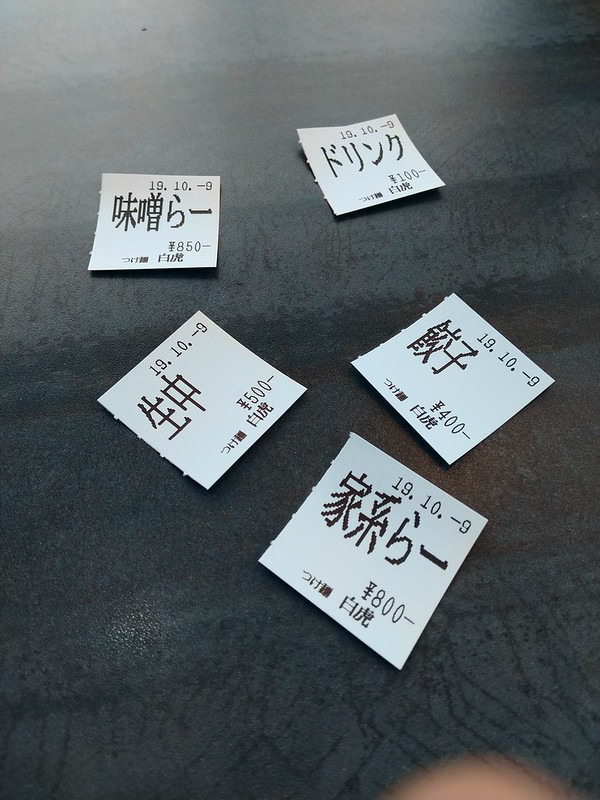 19.10.-9
ドリンク
¥100-
つけ麺 白虎
19.10.-9
味噌らー
¥850-
つけ麺 白虎
19.10.-9
生中
¥500-
つけ麺 白虎
19.10.-9
餃子
¥400-
つけ麺 白虎
19.10.-9
家系らー
¥800-
つけ麺 白虎